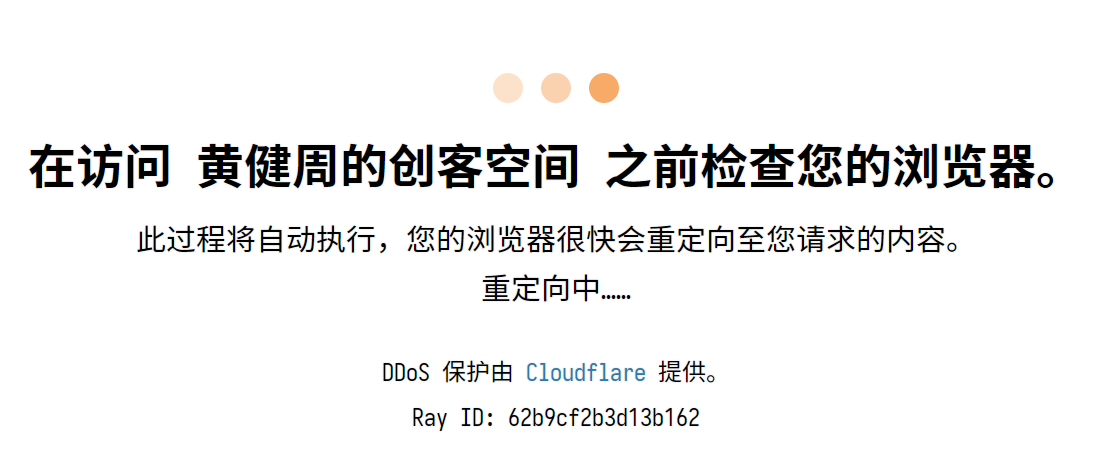 在访问 黄健周的创客空间 之前检查您的浏览器。
此过程将自动执行，您的浏览器很快会重定向至您请求的内容。
重定向中……
DDoS 保护由 Cloudflare 提供。
Ray ID: 62b9cf2b3d13b162